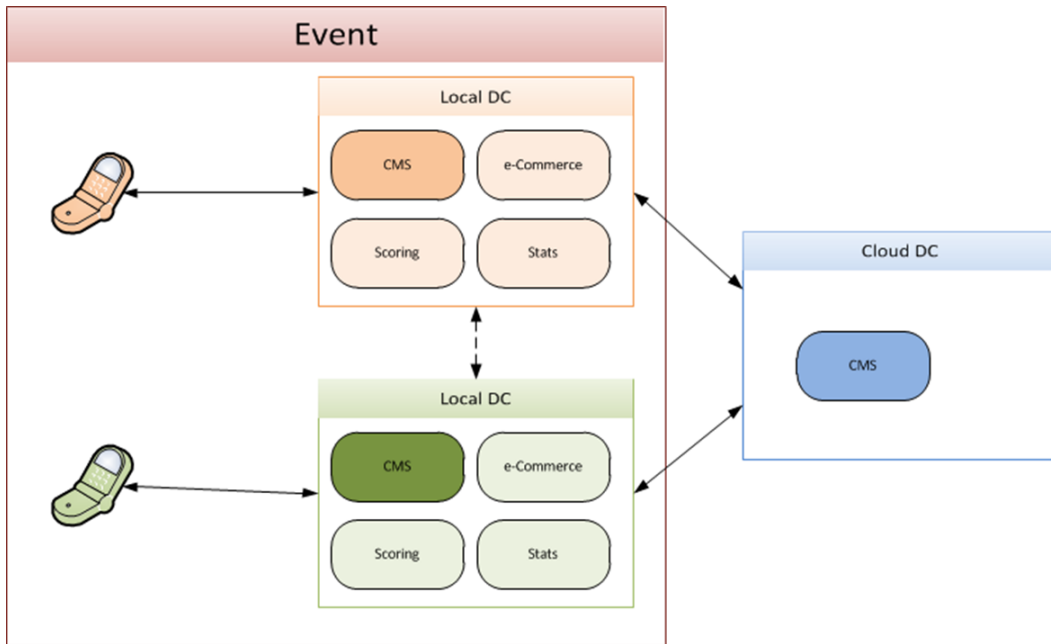 Event
Local DC
CMS
e-Commerce
Scoring
Stats
Cloud DC
CMS
Local DC
CMS
e-Commerce
Scoring
Stats